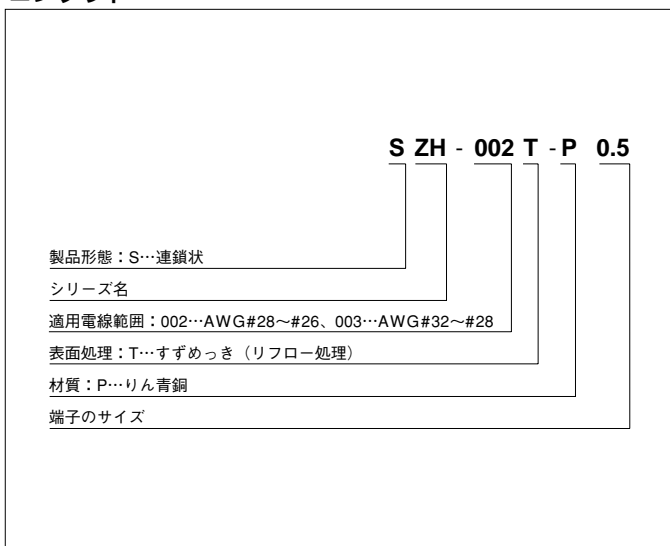 S ZH - 002 T - P 0.5
製品形態：S…連鎖状
シリーズ名
適用電線範囲：002…AWG#28〜#26、003…AWG#32〜#28
表面処理：T…すずめっき（リフロー処理）
材質：P…りん青銅
端子のサイズ